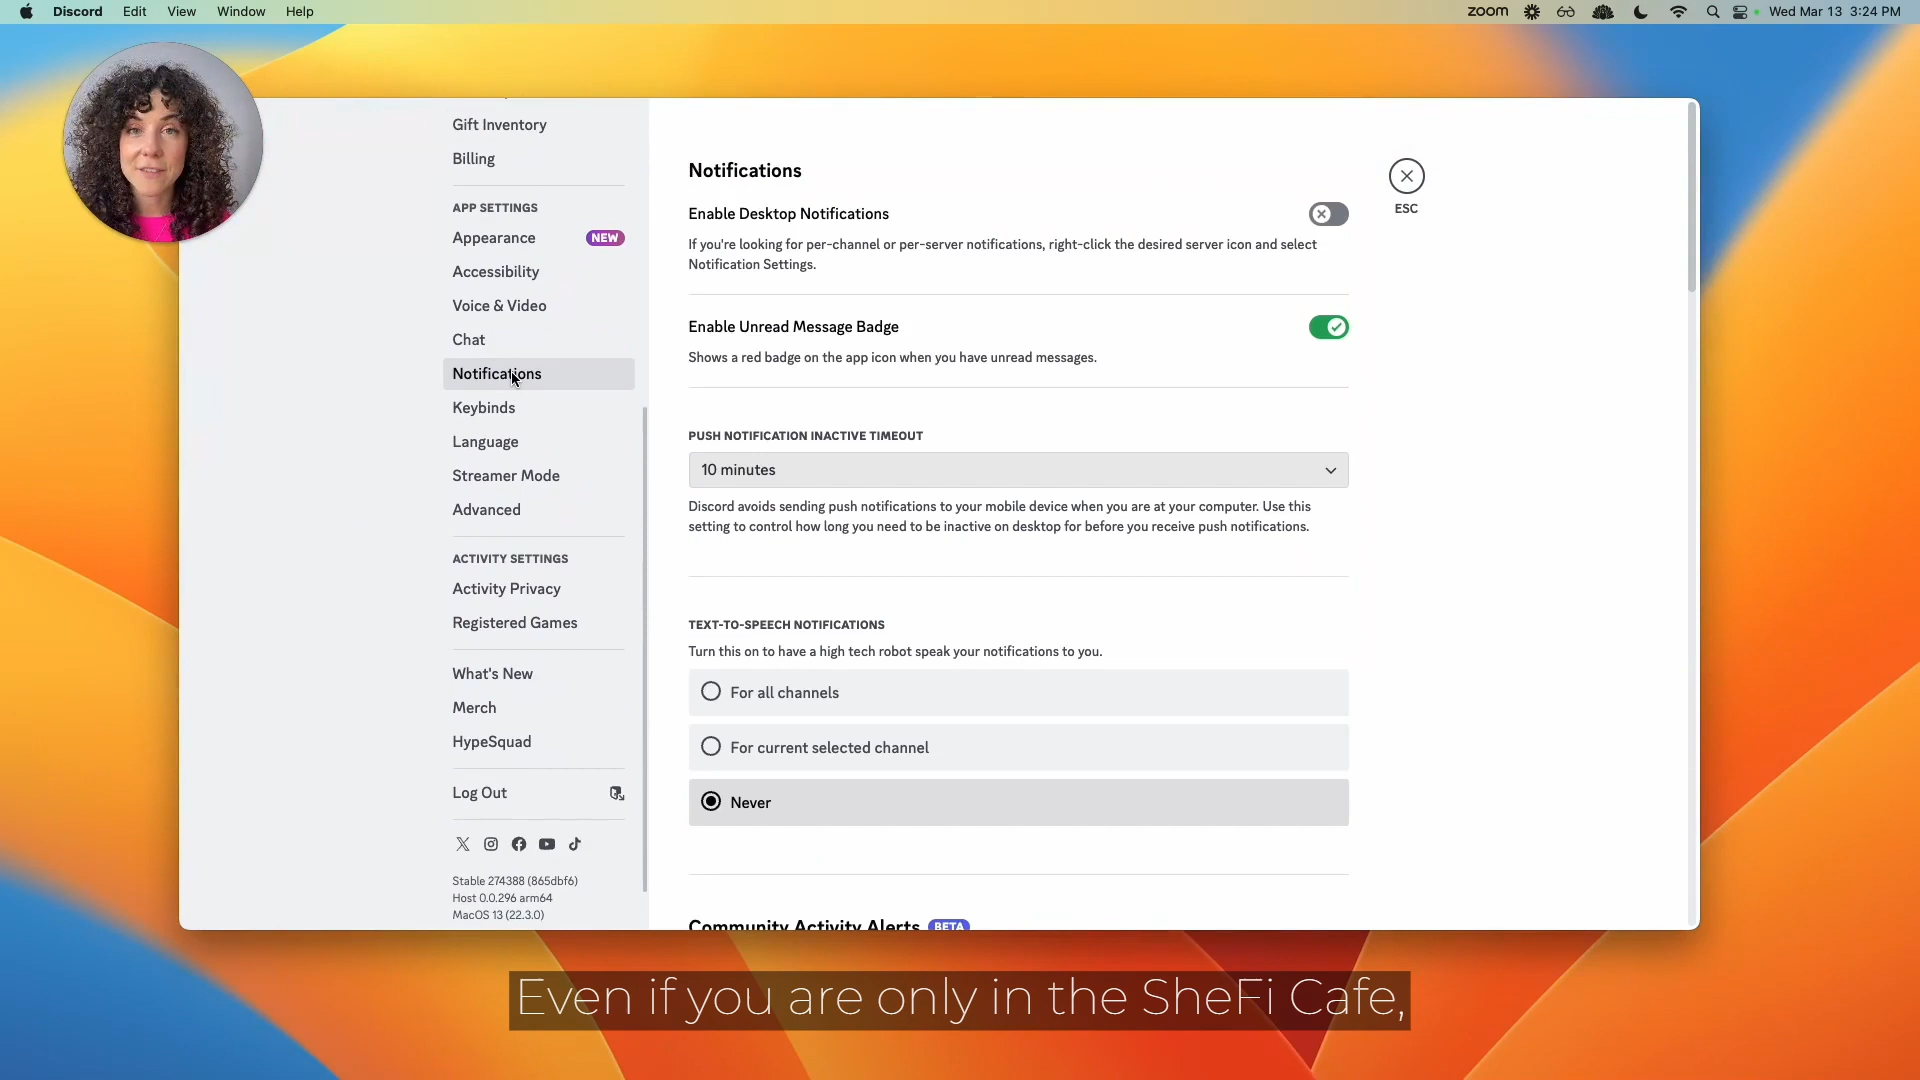 Discord Edit View Window Help
zoom Wed Mar 13 3:24 PM
Gift Inventory
Billing
APP SETTINGS
Appearance NEW
Accessibility
Voice & Video
Chat
Notifications
Keybinds
Language
Streamer Mode
Advanced
ACTIVITY SETTINGS
Activity Privacy
Registered Games
What's New
Merch
HypeSquad
Log Out
Stable 274388 (865dbf6)
Host 0.0.296 arm64
MacOS 13 (22.3.0)
Notifications
ESC
Enable Desktop Notifications
If you're looking for per-channel or per-server notifications, right-click the desired server icon and select
Notification Settings.
Enable Unread Message Badge
Shows a red badge on the app icon when you have unread messages.
PUSH NOTIFICATION INACTIVE TIMEOUT
10 minutes
Discord avoids sending push notifications to your mobile device when you are at your computer. Use this
setting to control how long you need to be inactive on desktop for before you receive push notifications.
TEXT-TO-SPEECH NOTIFICATIONS
Turn this on to have a high tech robot speak your notifications to you.
For all channels
For current selected channel
Never
Community Activity Alerts BETA
Even if you are only in the SheFi Cafe,